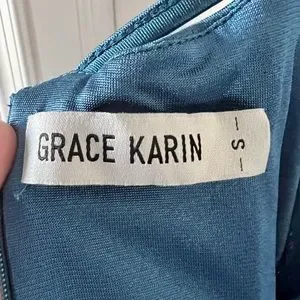 GRACE KARIN
- S -